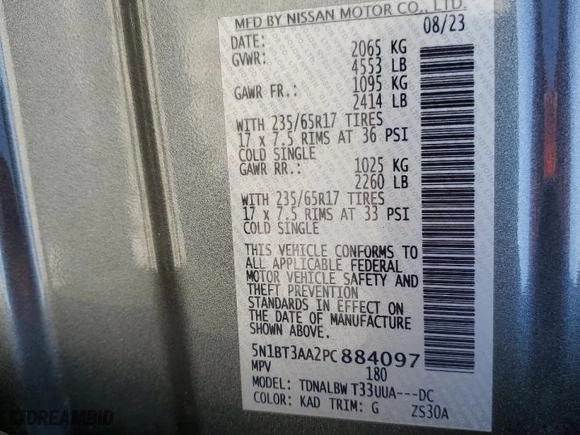 MFD BY NISSAN MOTOR CO., LTD.
DATE: 08/23
GVWR: 2065 KG
4553 LB
GAWR FR.: 1095 KG
2414 LB
WITH 235/65R17 TIRES
17 x 7.5 RIMS AT 36 PSI
COLD SINGLE
GAWR RR.: 1025 KG
2260 LB
WITH 235/65R17 TIRES
17 x 7.5 RIMS AT 33 PSI
COLD SINGLE
THIS VEHICLE CONFORMS TO
ALL APPLICABLE FEDERAL
MOTOR VEHICLE SAFETY AND
THEFT PREVENTION
STANDARDS IN EFFECT ON
THE DATE OF MANUFACTURE
SHOWN ABOVE.
5N1BT3AA2PC884097
MPV 180
MODEL: TDNALBW T33UUA---DC
COLOR: KAD TRIM: G ZS30A
DREAMBID